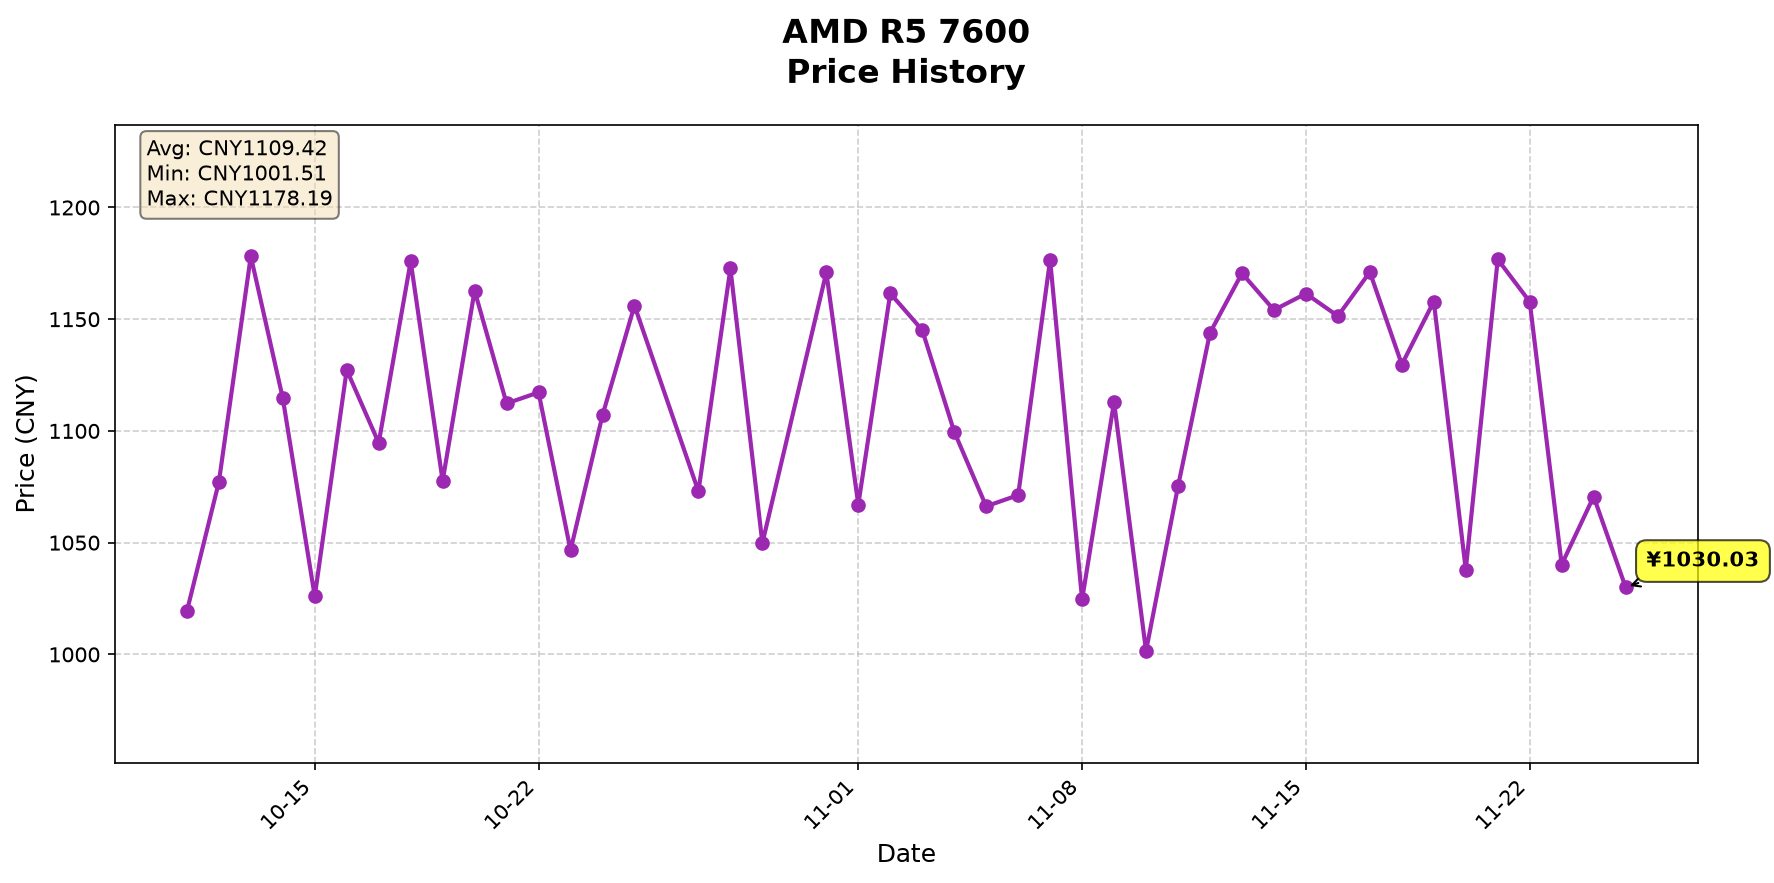 AMD R5 7600
Price History
Avg: CNY1109.42
Min: CNY1001.51
Max: CNY1178.19
1200
1150
1100
1050
1000
Price (CNY)
¥1030.03
10-15
10-22
11-01
11-08
11-15
11-22
Date